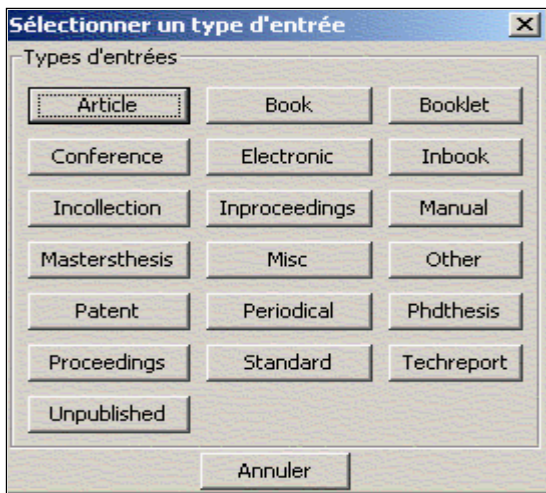 Sélectionner un type d'entrée
Types d'entrées
Article Book Booklet
Conference Electronic Inbook
Incollection Inproceedings Manual
Mastersthesis Misc Other
Patent Periodical Phdthesis
Proceedings Standard Techreport
Unpublished
Annuler